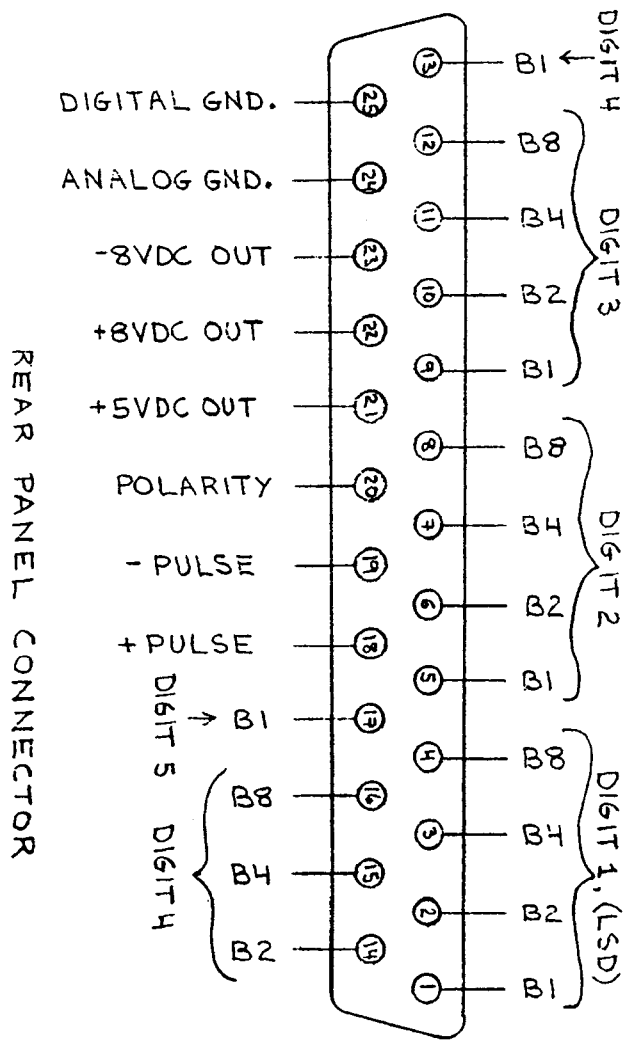 DIGIT 4
13 B1 ←
DIGITAL GND. 25
12 B8
ANALOG GND. 24
11 B4
DIGIT 3
-8VDC OUT 23
10 B2
+8VDC OUT 22
9 B1
+5VDC OUT 21
8 B8
POLARITY 20
7 B4
DIGIT 2
- PULSE 19
6 B2
+ PULSE 18
5 B1
DIGIT 5 → B1 17
4 B8
B8 16
3 B4
DIGIT 1, (LSD)
DIGIT 4
B4 15
2 B2
B2 14
1 B1
REAR PANEL CONNECTOR